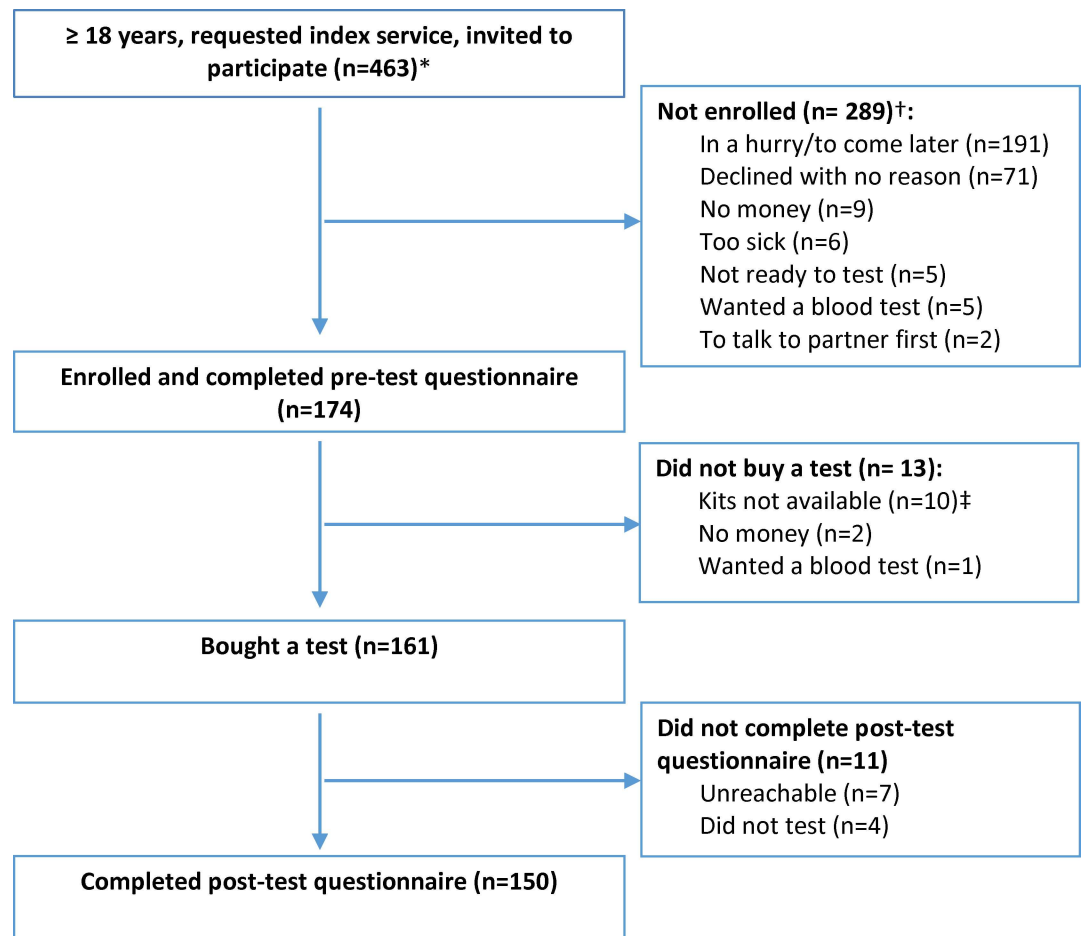 ≥ 18 years, requested index service, invited to
participate (n=463)*
Not enrolled (n= 289)†:
In a hurry/to come later (n=191)
Declined with no reason (n=71)
No money (n=9)
Too sick (n=6)
Not ready to test (n=5)
Wanted a blood test (n=5)
To talk to partner first (n=2)
Enrolled and completed pre-test questionnaire
(n=174)
Did not buy a test (n= 13):
Kits not available (n=10)‡
No money (n=2)
Wanted a blood test (n=1)
Bought a test (n=161)
Did not complete post-test
questionnaire (n=11)
Unreachable (n=7)
Did not test (n=4)
Completed post-test questionnaire (n=150)